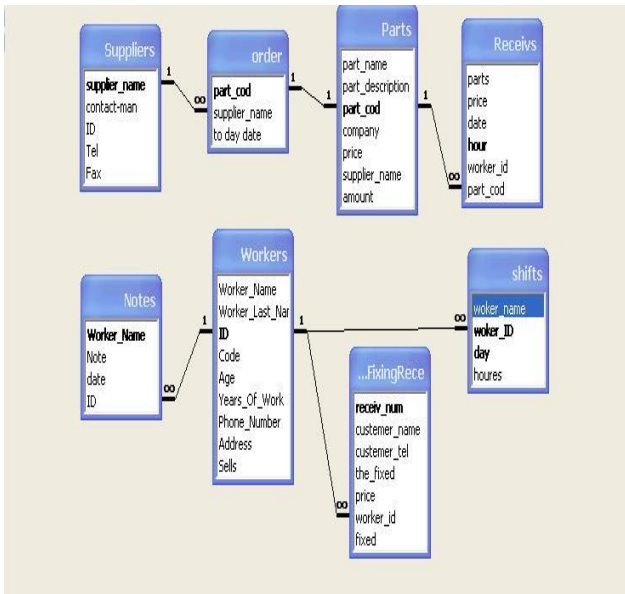 Suppliers
supplier_name
contact-man
ID
Tel
Fax
1
∞
order
part_cod
supplier_name
to day date
1
1
Parts
part_name
part_description
part_cod
company
price
supplier_name
amount
1
∞
Receivs
parts
price
date
hour
worker_id
part_cod
Notes
Worker_Name
Note
date
ID
1
∞
Workers
Worker_Name
Worker_Last_Nar
ID
Code
Age
Years_Of_Work
Phone_Number
Address
Sells
1
∞
∞
...FixingRece
receiv_num
custemer_name
custemer_tel
the_fixed
price
worker_id
fixed
shifts
woker_name
woker_ID
day
houres